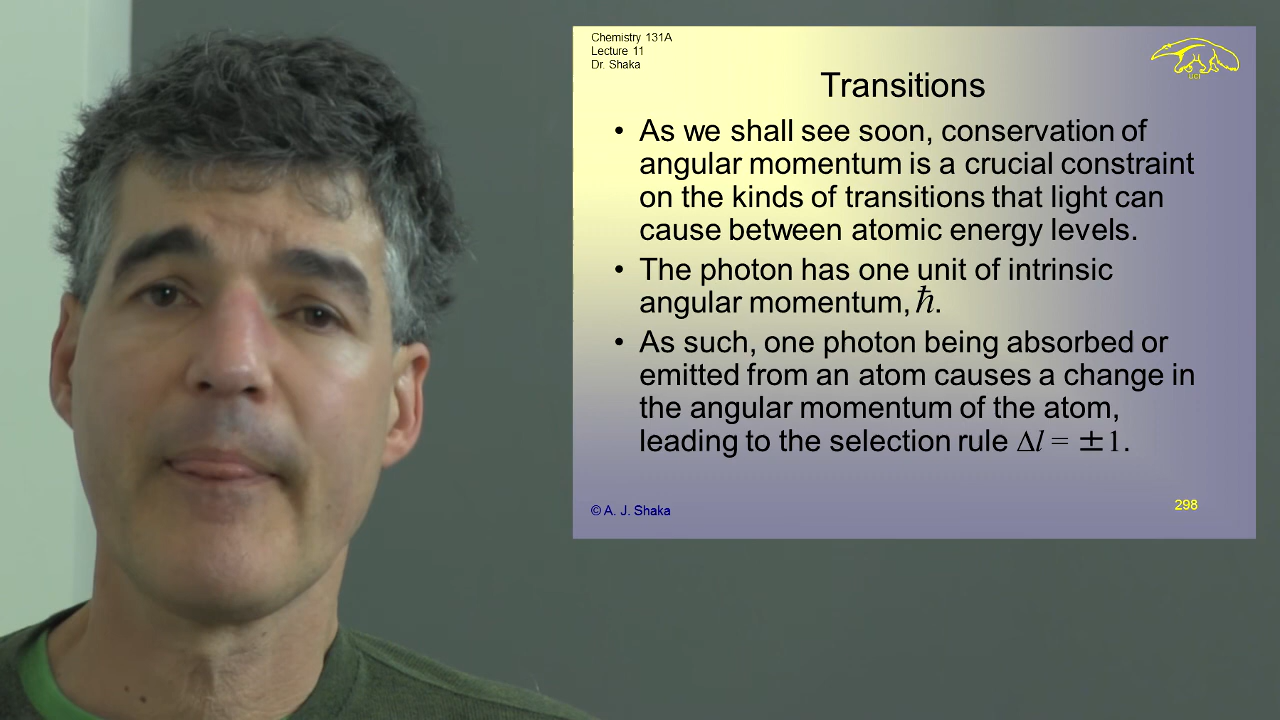 Chemistry 131A
Lecture 11
Dr. Shaka
UCI
Transitions
• As we shall see soon, conservation of
angular momentum is a crucial constraint
on the kinds of transitions that light can
cause between atomic energy levels.
• The photon has one unit of intrinsic
angular momentum, ℏ.
• As such, one photon being absorbed or
emitted from an atom causes a change in
the angular momentum of the atom,
leading to the selection rule Δl = ±1.
© A. J. Shaka
298